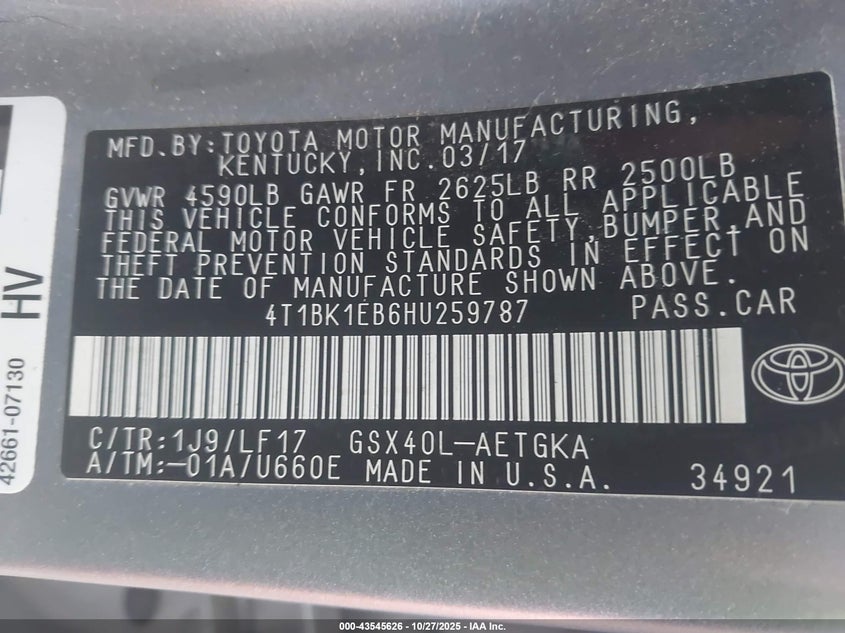 MFD.BY:TOYOTA MOTOR MANUFACTURING,
KENTUCKY,INC.03/17
GVWR 4590LB GAWR FR 2625LB RR 2500LB
THIS VEHICLE CONFORMS TO ALL APPLICABLE
FEDERAL MOTOR VEHICLE SAFETY,BUMPER,AND
THEFT PREVENTION STANDARDS IN EFFECT ON
THE DATE OF MANUFACTURE SHOWN ABOVE.
4T1BK1EB6HU259787 PASS.CAR
C/TR:1J9/LF17 GSX40L-AETGKA
A/TM:-01A/U660E MADE IN U.S.A. 34921
42661-07130 HV
000-43545626 | 10/27/2025 | IAA Inc.